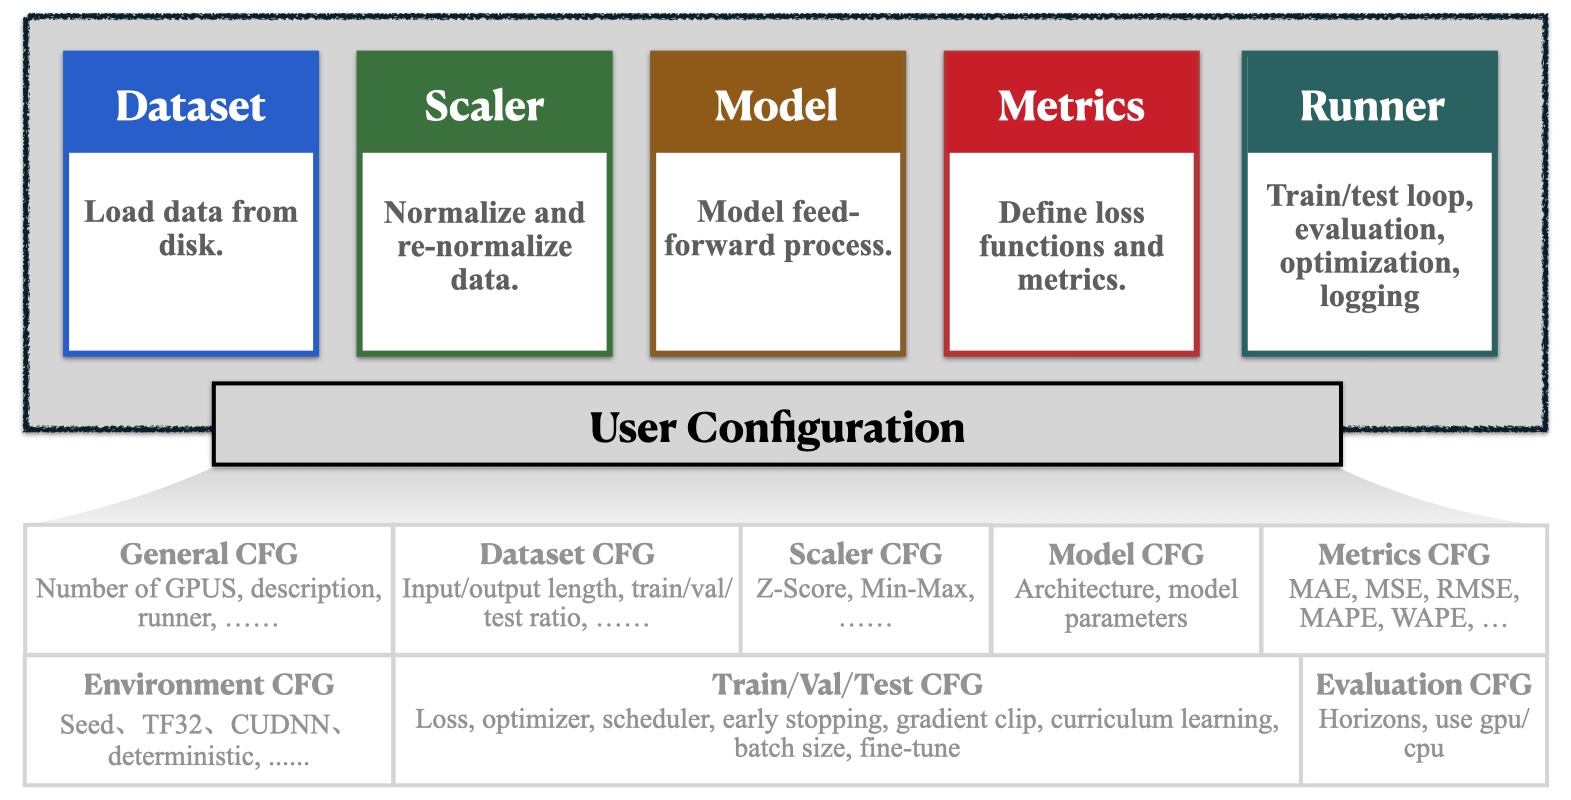 Dataset
Load data from
disk.
Scaler
Normalize and
re-normalize
data.
Model
Model feed-
forward process.
Metrics
Define loss
functions and
metrics.
Runner
Train/test loop,
evaluation,
optimization,
logging
User Configuration
General CFG
Number of GPUS, description,
runner, ……
Dataset CFG
Input/output length, train/val/
test ratio, ……
Scaler CFG
Z-Score, Min-Max,
……
Model CFG
Architecture, model
parameters
Metrics CFG
MAE, MSE, RMSE,
MAPE, WAPE, …
Environment CFG
Seed、TF32、CUDNN、
deterministic, ......
Train/Val/Test CFG
Loss, optimizer, scheduler, early stopping, gradient clip, curriculum learning,
batch size, fine-tune
Evaluation CFG
Horizons, use gpu/
cpu